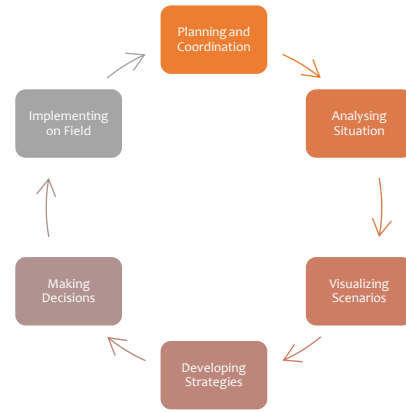 Planning and
Coordination
Analysing
Situation
Visualizing
Scenarios
Developing
Strategies
Making
Decisions
Implementing
on Field